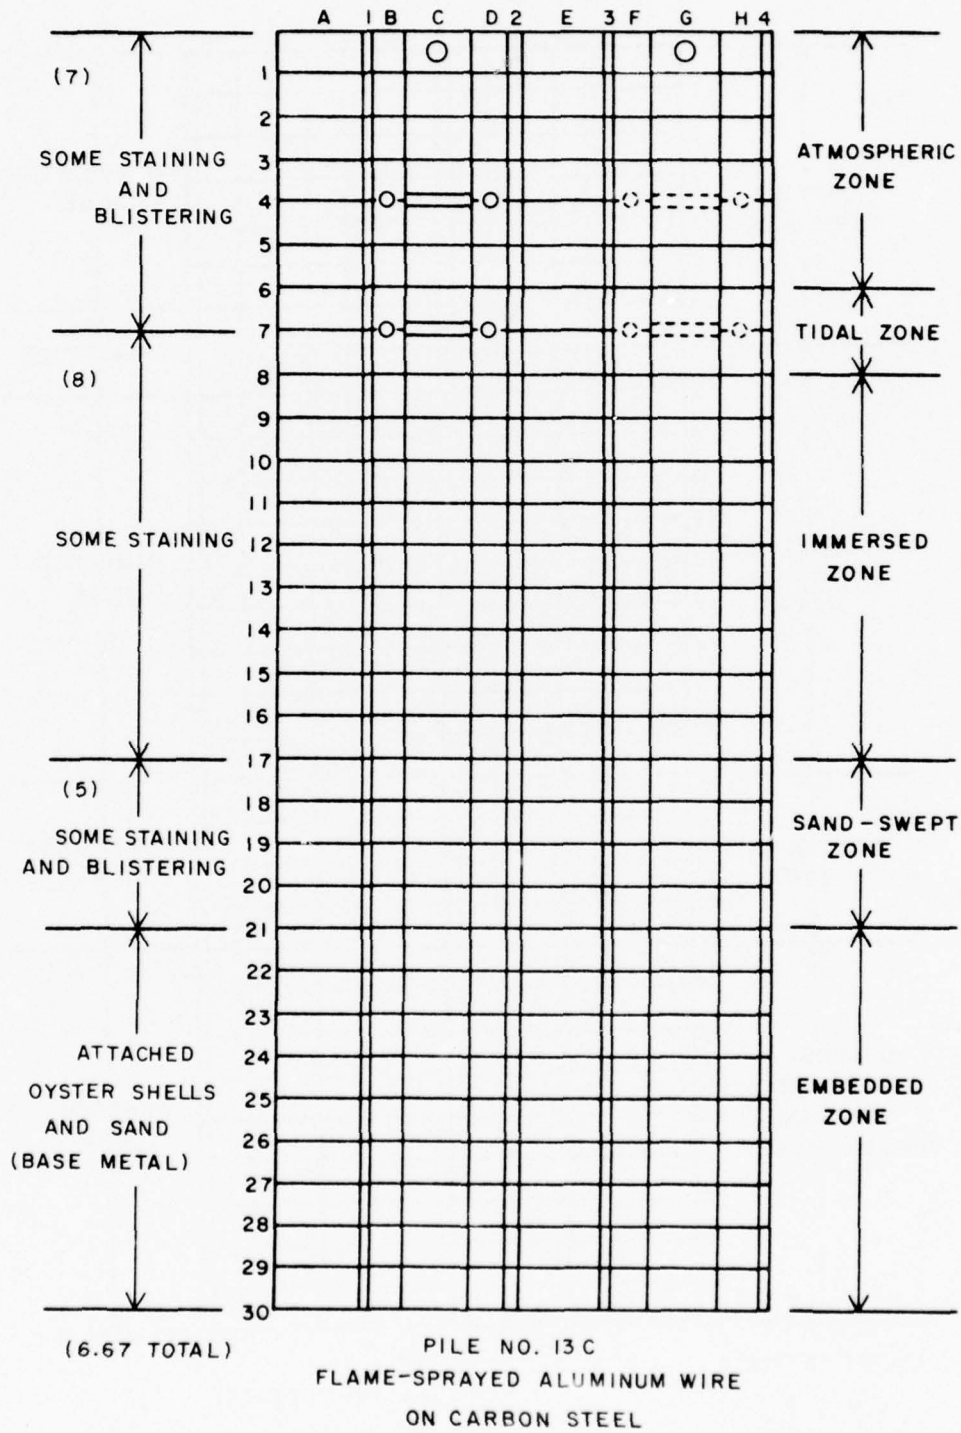 A 1 B C D 2 E 3 F G H 4
(7)
SOME STAINING
AND
BLISTERING
(8)
SOME STAINING
(5)
SOME STAINING
AND BLISTERING
ATTACHED
OYSTER SHELLS
AND SAND
(BASE METAL)
(6.67 TOTAL)
1
2
3
4
5
6
7
8
9
10
11
12
13
14
15
16
17
18
19
20
21
22
23
24
25
26
27
28
29
30
ATMOSPHERIC
ZONE
TIDAL ZONE
IMMERSED
ZONE
SAND-SWEPT
ZONE
EMBEDDED
ZONE
PILE NO. 13C
FLAME-SPRAYED ALUMINUM WIRE
ON CARBON STEEL